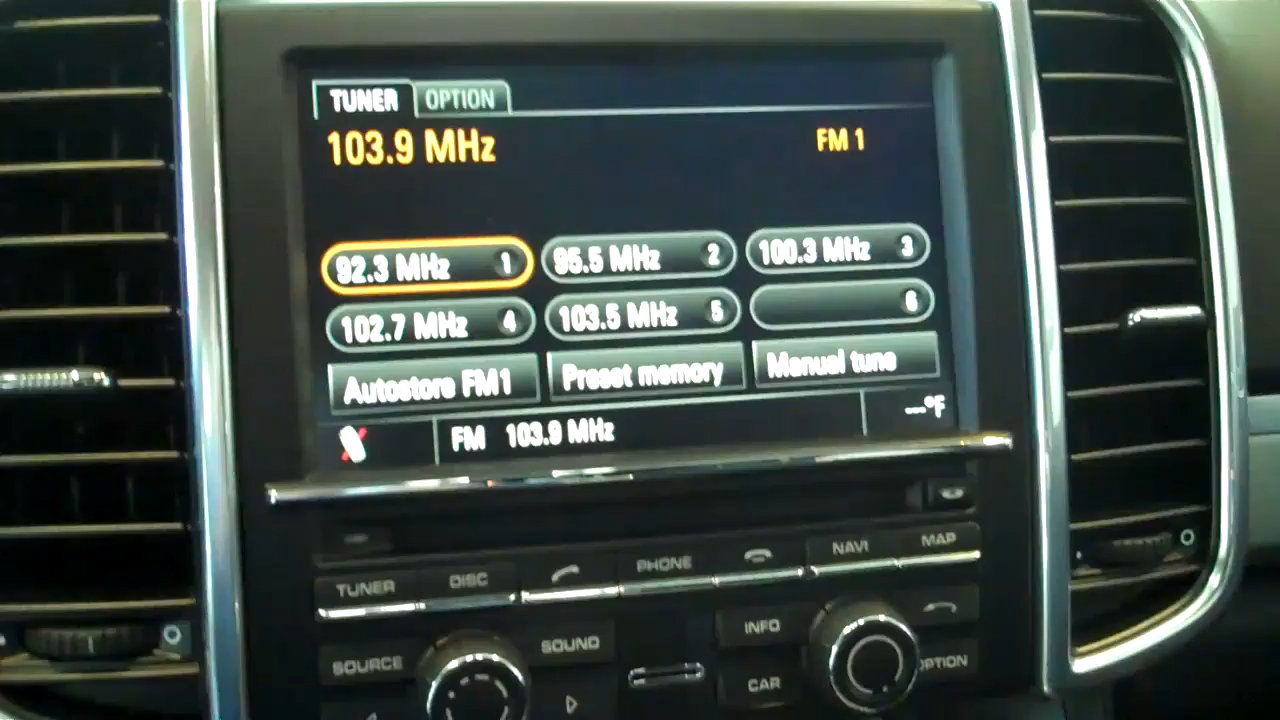 TUNER OPTION
103.9 MHz FM 1
92.3 MHz 1 95.5 MHz 2 100.3 MHz 3
102.7 MHz 4 103.5 MHz 5 6
Autostore FM1 Preset memory Manual tune
FM 103.9 MHz ---°F
TUNER DISC PHONE NAVI MAP
SOURCE SOUND INFO OPTION
CAR